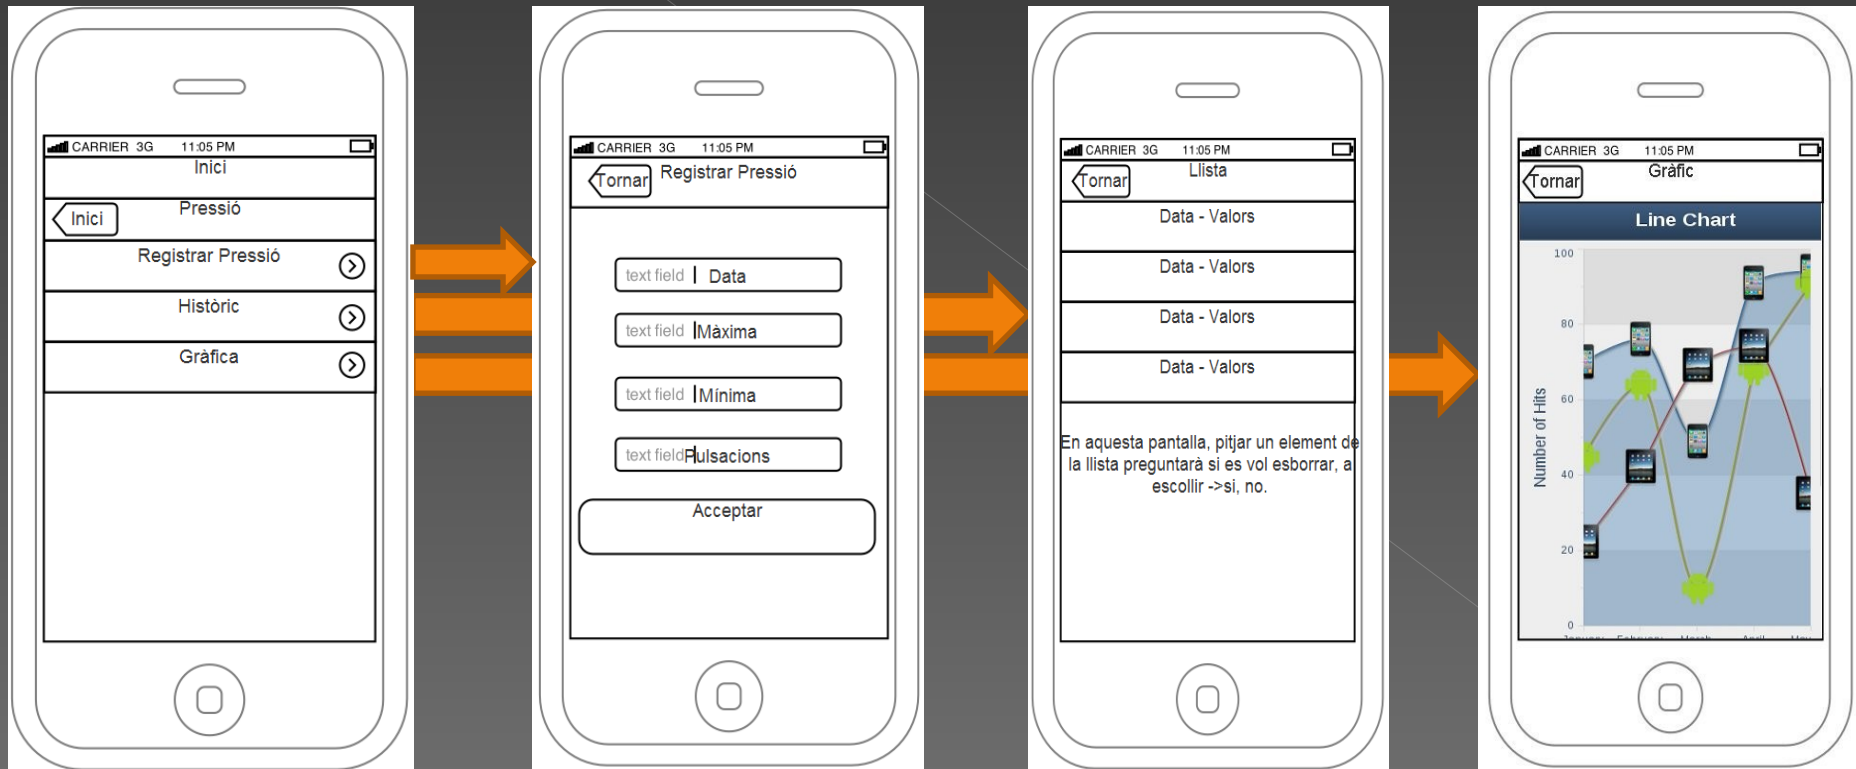 CARRIER 3G 11:05 PM
Inici
Inici
Pressió
Registrar Pressió
Històric
Gràfica
CARRIER 3G 11:05 PM
Tornar
Registrar Pressió
text field Data
text field Màxima
text field Mínima
text field Pulsacions
Acceptar
CARRIER 3G 11:05 PM
Tornar
Llista
Data - Valors
Data - Valors
Data - Valors
Data - Valors
En aquesta pantalla, pitjar un element de
la llista preguntarà si es vol esborrar, a
escollir ->si, no.
CARRIER 3G 11:05 PM
Tornar
Gràfic
Line Chart
Number of Hits
100
80
60
40
20
0